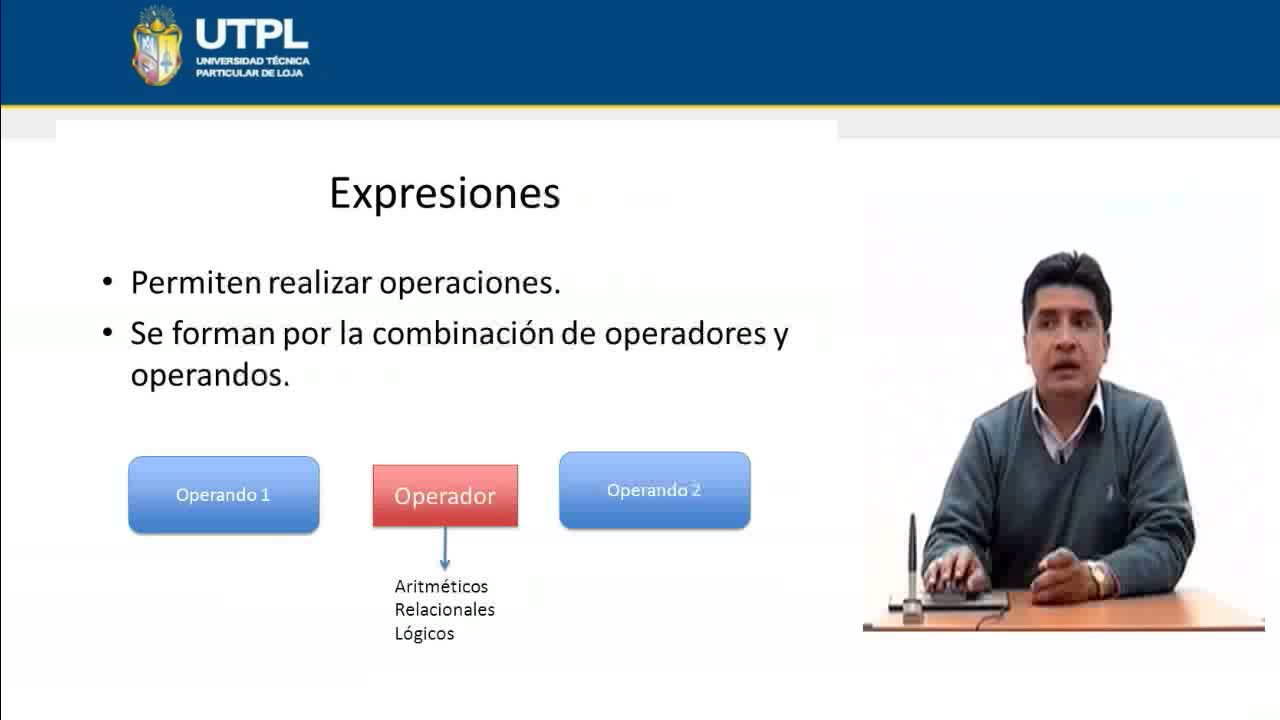 UTPL
UNIVERSIDAD TÉCNICA
PARTICULAR DE LOJA
Expresiones
• Permiten realizar operaciones.
• Se forman por la combinación de operadores y
operandos.
Operando 1
Operador
Operando 2
Aritméticos
Relacionales
Lógicos